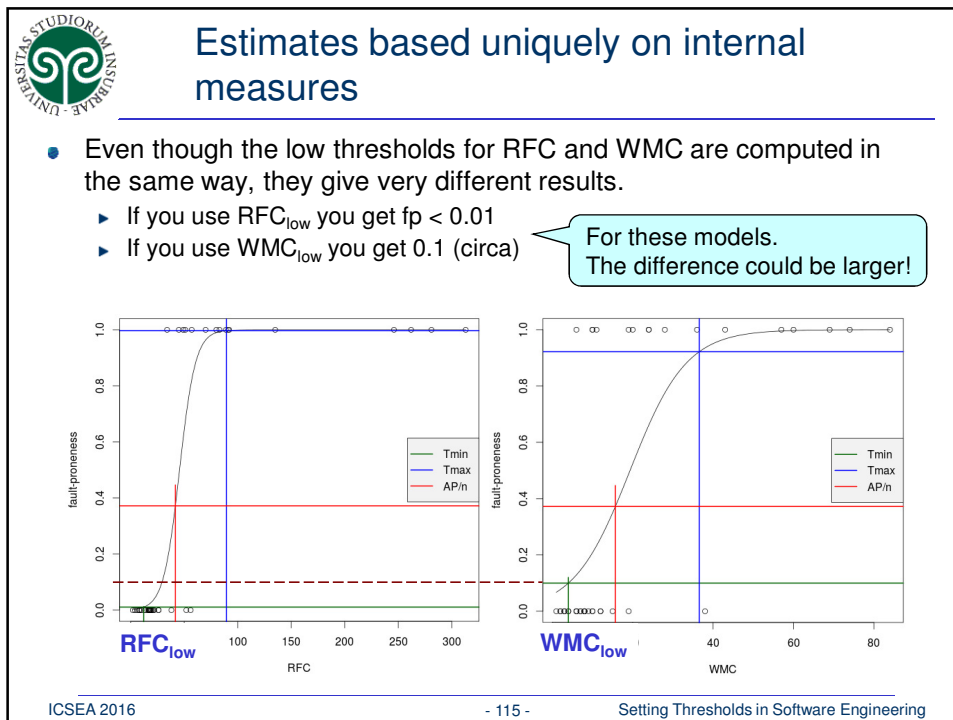 UNIVERSITAS STUDIORUM INSUBRIAE
Estimates based uniquely on internal
measures
Even though the low thresholds for RFC and WMC are computed in
the same way, they give very different results.
If you use RFClow you get fp < 0.01
If you use WMClow you get 0.1 (circa)
For these models.
The difference could be larger!
fault-proneness
0.0
0.2
0.4
0.6
0.8
1.0
Tmin
Tmax
AP/n
RFClow
100
150
200
250
300
RFC
fault-proneness
0.0
0.2
0.4
0.6
0.8
1.0
Tmin
Tmax
AP/n
WMClow
40
60
80
WMC
ICSEA 2016
- 115 -
Setting Thresholds in Software Engineering